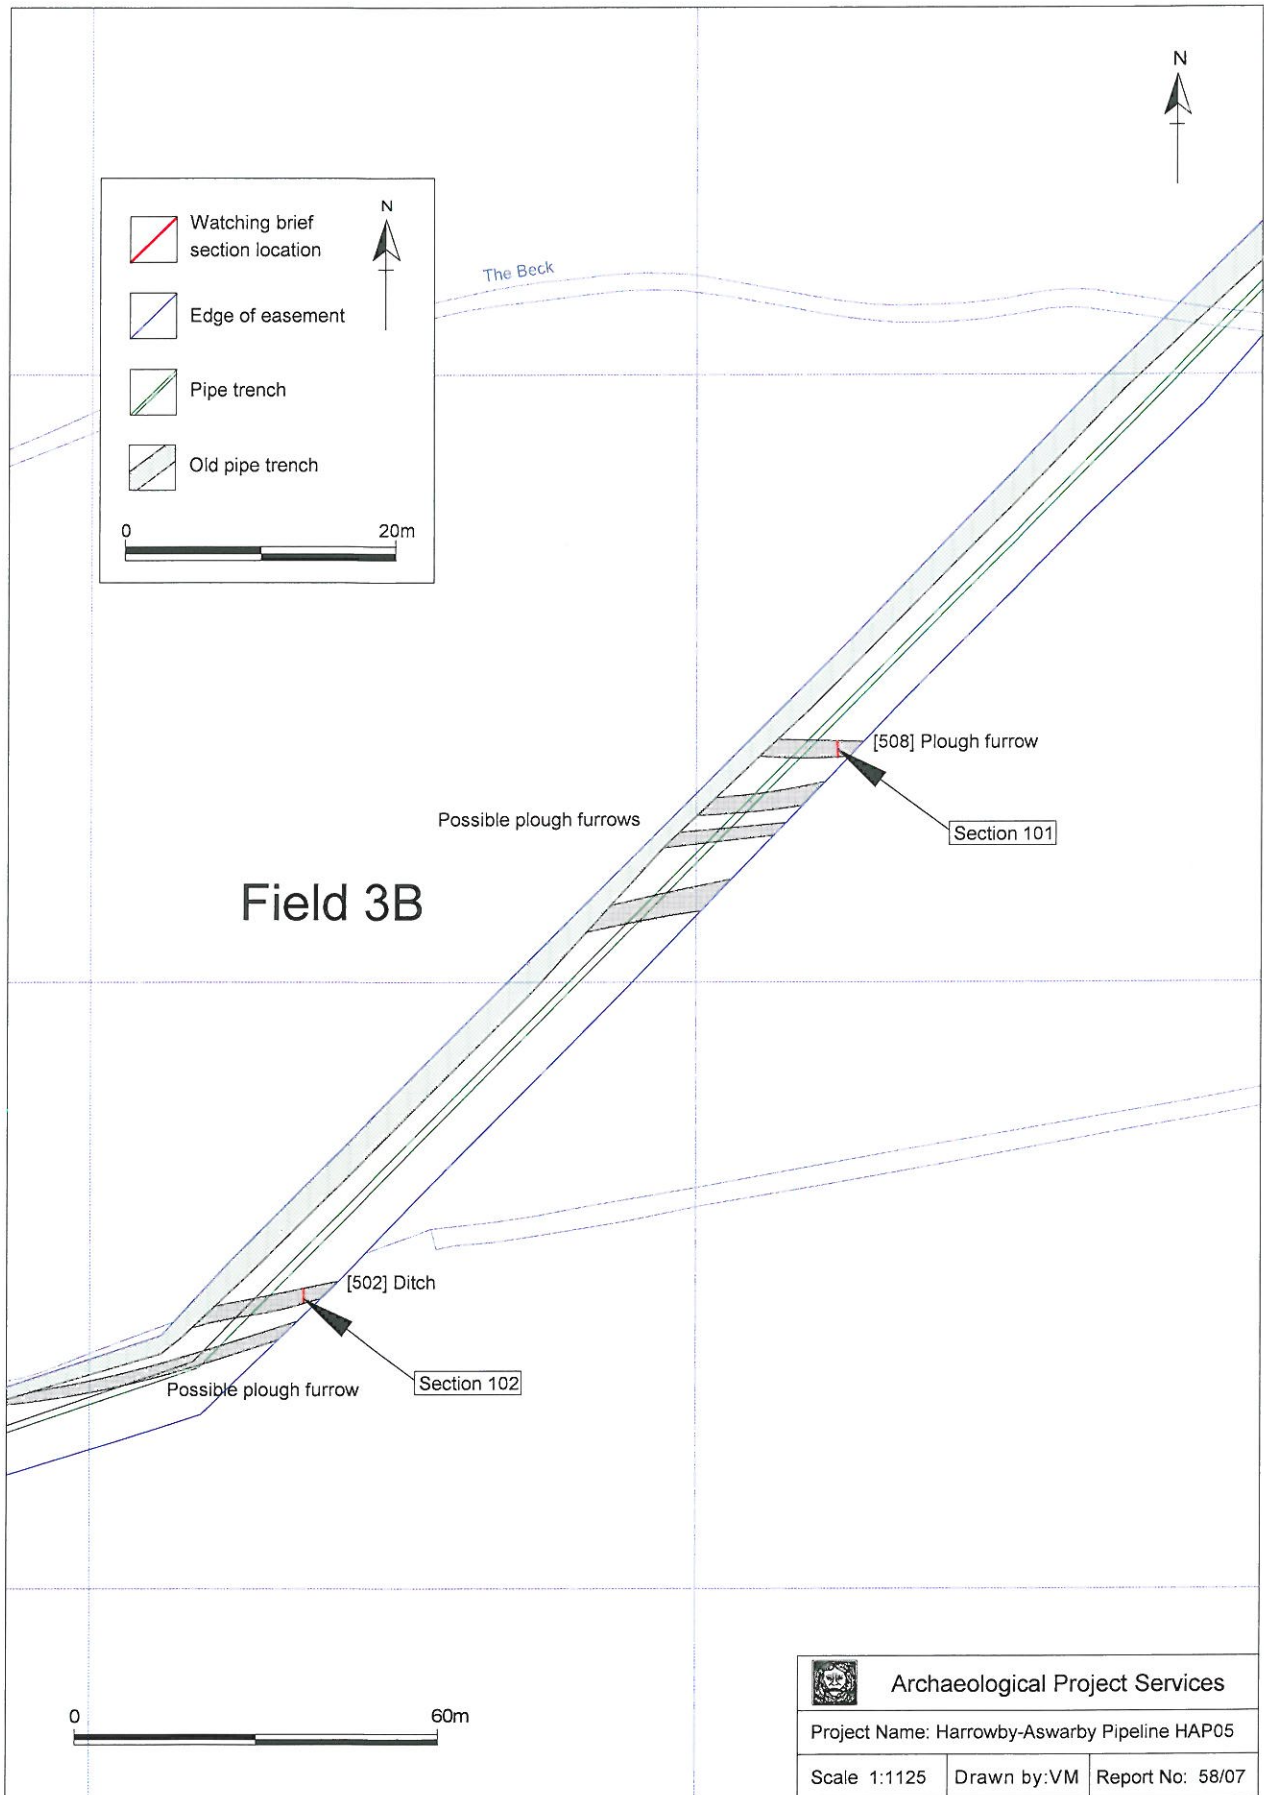 N
N
Watching brief
section location
Edge of easement
Pipe trench
Old pipe trench
0 20m
The Beck
[508] Plough furrow
Possible plough furrows
Section 101
Field 3B
[502] Ditch
Section 102
Possible plough furrow
0 60m
Archaeological Project Services
Project Name: Harrowby-Aswarby Pipeline HAP05
Scale 1:1125 Drawn by:VM Report No: 58/07